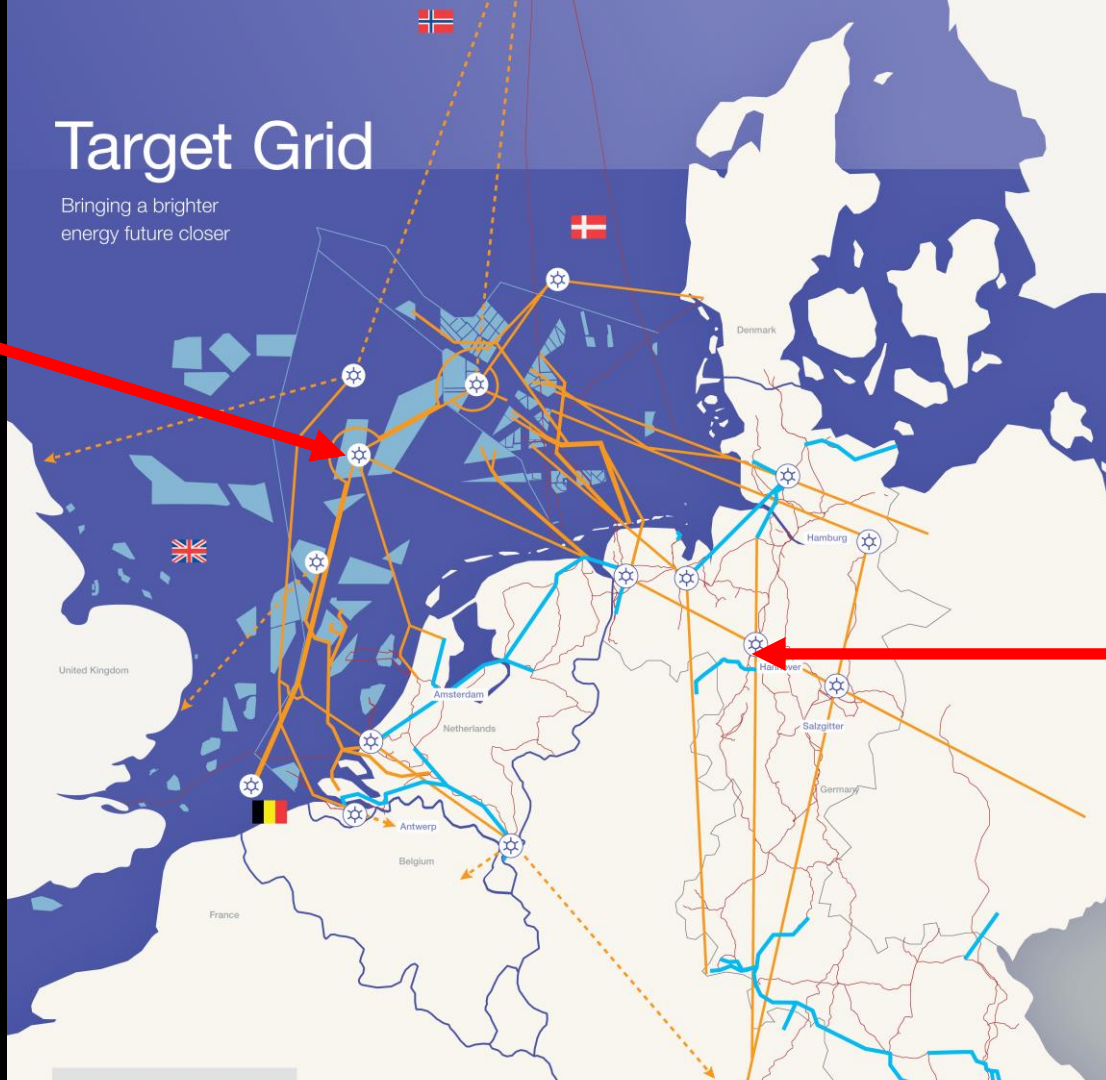 Target Grid
Bringing a brighter
energy future closer
Denmark
Hamburg
United Kingdom
Hannover
Amsterdam
Netherlands
Salzgitter
Germany
Antwerp
Belgium
France